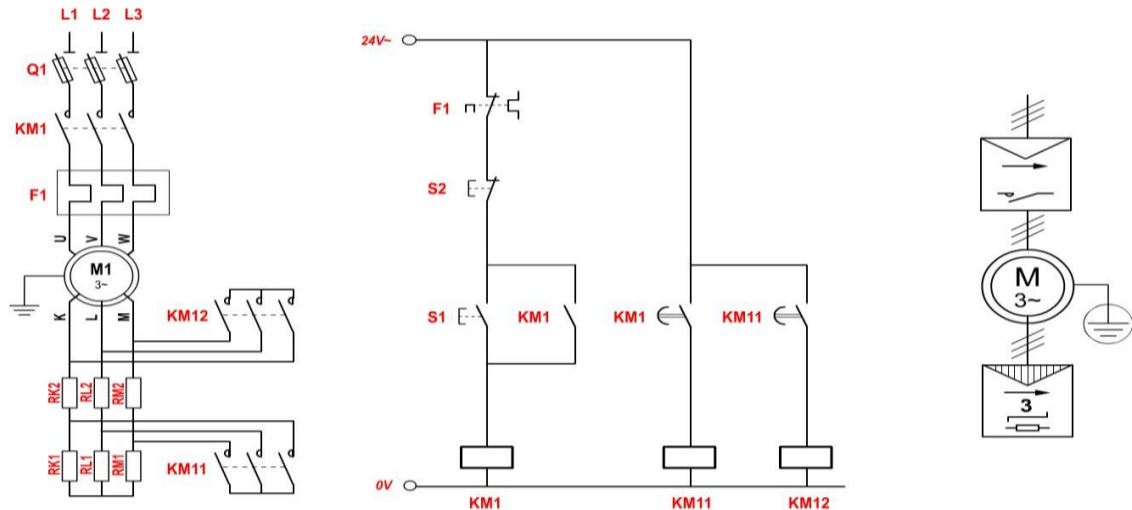 L1 L2 L3
Q1
KM1
F1
U V W
M1
3~
K L M
KM12
RK2 RL2 RM2
RK1 RL1 RM1
KM11
24V~
F1
S2
S1 KM1 KM1 KM11
0V
KM1 KM11 KM12
M
3~
3